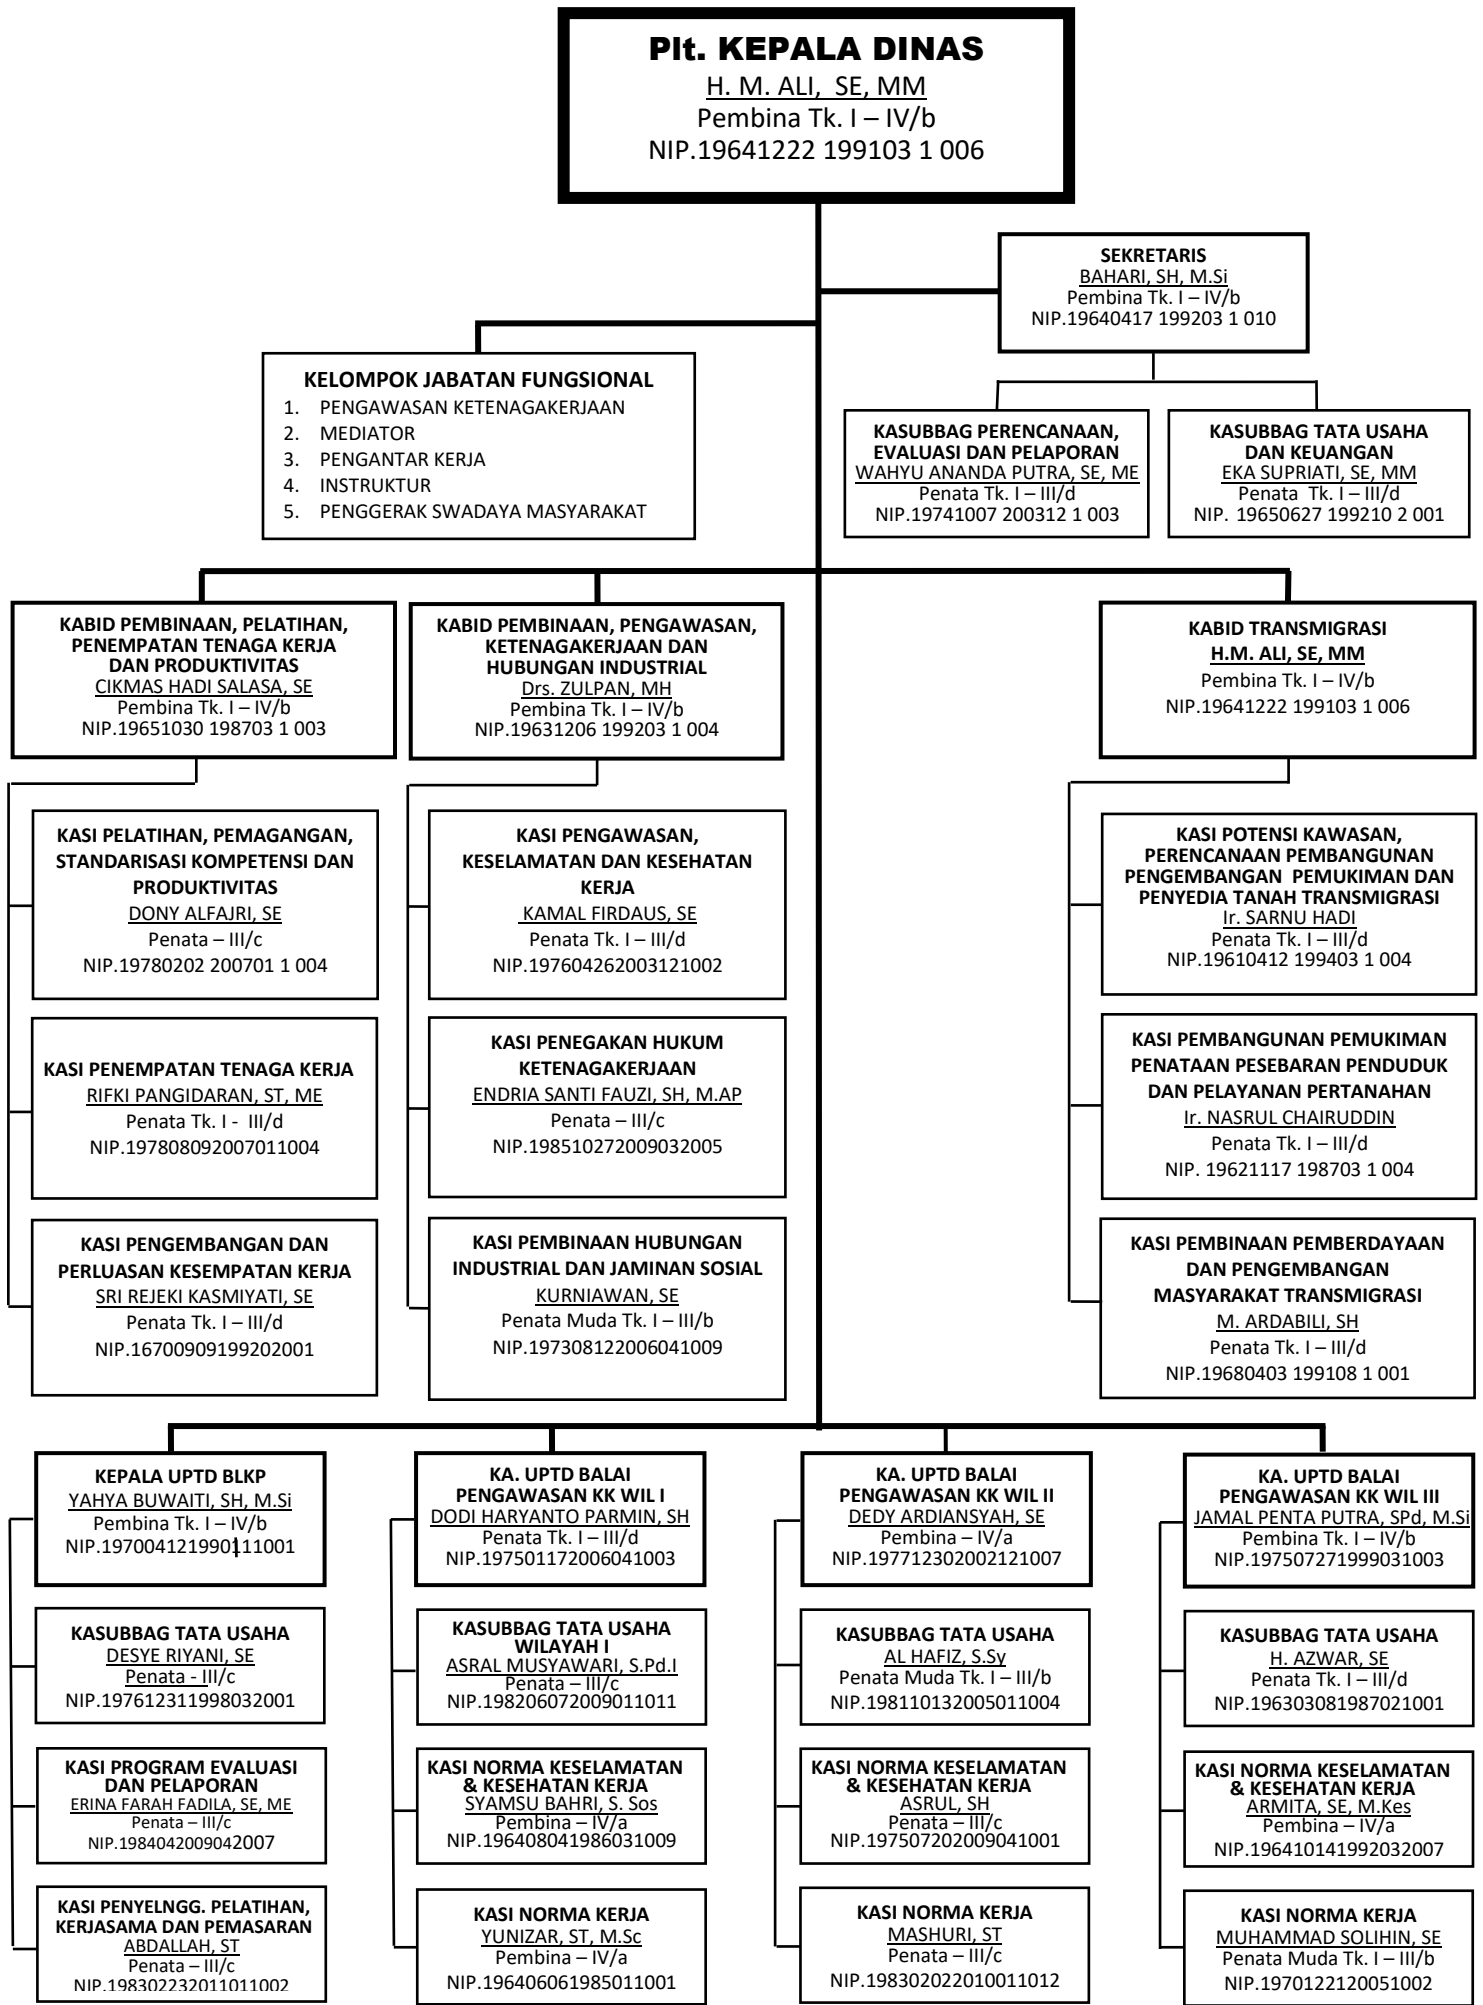 Plt. KEPALA DINAS
H. M. ALI, SE, MM
Pembina Tk. I – IV/b
NIP.19641222 199103 1 006
SEKRETARIS
BAHARI, SH, M.Si
Pembina Tk. I – IV/b
NIP.19640417 199203 1 010
KELOMPOK JABATAN FUNGSIONAL
1. PENGAWASAN KETENAGAKERJAAN
2. MEDIATOR
3. PENGANTAR KERJA
4. INSTRUKTUR
5. PENGGERAK SWADAYA MASYARAKAT
KASUBBAG PERENCANAAN,
EVALUASI DAN PELAPORAN
WAHYU ANANDA PUTRA, SE, ME
Penata Tk. I – III/d
NIP.19741007 200312 1 003
KASUBBAG TATA USAHA
DAN KEUANGAN
EKA SUPRIATI, SE, MM
Penata Tk. I – III/d
NIP. 19650627 199210 2 001
KABID PEMBINAAN, PELATIHAN,
PENEMPATAN TENAGA KERJA
DAN PRODUKTIVITAS
CIKMAS HADI SALASA, SE
Pembina Tk. I – IV/b
NIP.19651030 198703 1 003
KABID PEMBINAAN, PENGAWASAN,
KETENAGAKERJAAN DAN
HUBUNGAN INDUSTRIAL
Drs. ZULPAN, MH
Pembina Tk. I – IV/b
NIP.19631206 199203 1 004
KABID TRANSMIGRASI
H.M. ALI, SE, MM
Pembina Tk. I – IV/b
NIP.19641222 199103 1 006
KASI PELATIHAN, PEMAGANGAN,
STANDARISASI KOMPETENSI DAN
PRODUKTIVITAS
DONY ALFAJRI, SE
Penata – III/c
NIP.19780202 200701 1 004
KASI PENGAWASAN,
KESELAMATAN DAN KESEHATAN
KERJA
KAMAL FIRDAUS, SE
Penata Tk. I – III/d
NIP.197604262003121002
KASI POTENSI KAWASAN,
PERENCANAAN PEMBANGUNAN
PENGEMBANGAN PEMUKIMAN DAN
PENYEDIA TANAH TRANSMIGRASI
Ir. SARNU HADI
Penata Tk. I – III/d
NIP.19610412 199403 1 004
KASI PENEMPATAN TENAGA KERJA
RIFKI PANGIDARAN, ST, ME
Penata Tk. I - III/d
NIP.197808092007011004
KASI PENEGAKAN HUKUM
KETENAGAKERJAAN
ENDRIA SANTI FAUZI, SH, M.AP
Penata – III/c
NIP.198510272009032005
KASI PEMBANGUNAN PEMUKIMAN
PENATAAN PESEBARAN PENDUDUK
DAN PELAYANAN PERTANAHAN
Ir. NASRUL CHAIRUDDIN
Penata Tk. I – III/d
NIP. 19621117 198703 1 004
KASI PENGEMBANGAN DAN
PERLUASAN KESEMPATAN KERJA
SRI REJEKI KASMIYATI, SE
Penata Tk. I – III/d
NIP.16700909199202001
KASI PEMBINAAN HUBUNGAN
INDUSTRIAL DAN JAMINAN SOSIAL
KURNIAWAN, SE
Penata Muda Tk. I – III/b
NIP.197308122006041009
KASI PEMBINAAN PEMBERDAYAAN
DAN PENGEMBANGAN
MASYARAKAT TRANSMIGRASI
M. ARDABILI, SH
Penata Tk. I – III/d
NIP.19680403 199108 1 001
KEPALA UPTD BLKP
YAHYA BUWAITI, SH, M.Si
Pembina Tk. I – IV/b
NIP.197004121990111001
KA. UPTD BALAI
PENGAWASAN KK WIL I
DODI HARYANTO PARMIN, SH
Penata Tk. I – III/d
NIP.197501172006041003
KA. UPTD BALAI
PENGAWASAN KK WIL II
DEDY ARDIANSYAH, SE
Pembina – IV/a
NIP.197712302002121007
KA. UPTD BALAI
PENGAWASAN KK WIL III
JAMAL PENTA PUTRA, SPd, M.Si
Pembina Tk. I – IV/b
NIP.197507271999031003
KASUBBAG TATA USAHA
DESYE RIYANI, SE
Penata - III/c
NIP.197612311998032001
KASUBBAG TATA USAHA
WILAYAH I
ASRAL MUSYAWARI, S.Pd.I
Penata – III/c
NIP.198206072009011011
KASUBBAG TATA USAHA
AL HAFIZ, S.Sy
Penata Muda Tk. I – III/b
NIP.198110132005011004
KASUBBAG TATA USAHA
H. AZWAR, SE
Penata Tk. I – III/d
NIP.196303081987021001
KASI PROGRAM EVALUASI
DAN PELAPORAN
ERINA FARAH FADILA, SE, ME
Penata – III/c
NIP.1984042009042007
KASI NORMA KESELAMATAN
& KESEHATAN KERJA
SYAMSU BAHRI, S. Sos
Pembina – IV/a
NIP.196408041986031009
KASI NORMA KESELAMATAN
& KESEHATAN KERJA
ASRUL, SH
Penata – III/c
NIP.197507202009041001
KASI NORMA KESELAMATAN
& KESEHATAN KERJA
ARMITA, SE, M.Kes
Pembina – IV/a
NIP.196410141992032007
KASI PENYELNGG. PELATIHAN,
KERJASAMA DAN PEMASARAN
ABDALLAH, ST
Penata – III/c
NIP.198302232011011002
KASI NORMA KERJA
YUNIZAR, ST, M.Sc
Pembina – IV/a
NIP.196406061985011001
KASI NORMA KERJA
MASHURI, ST
Penata – III/c
NIP.198302022010011012
KASI NORMA KERJA
MUHAMMAD SOLIHIN, SE
Penata Muda Tk. I – III/b
NIP.1970122120051002